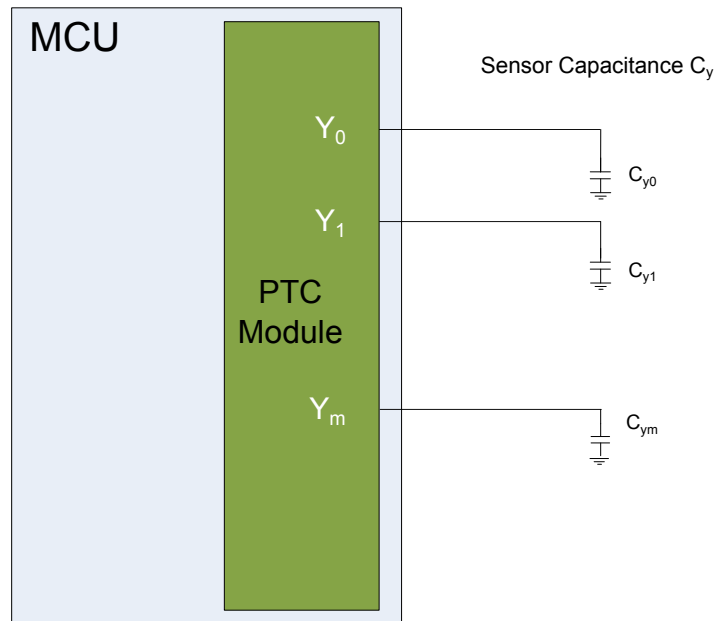 MCU
Sensor Capacitance Cy
Y0
Cy0
Y1
Cy1
PTC
Module
Ym
Cym